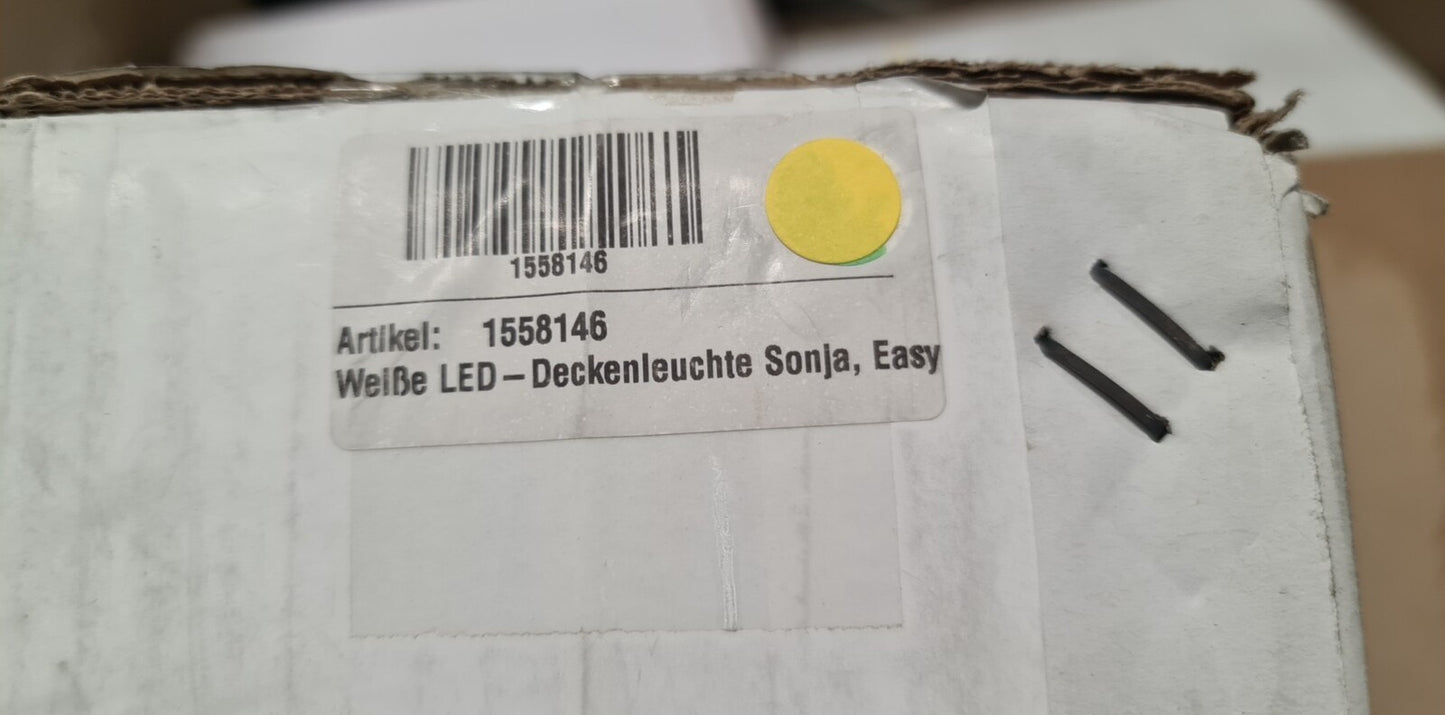 1558146
Artikel: 1558146
Weiße LED-Deckenleuchte Sonja, Easy